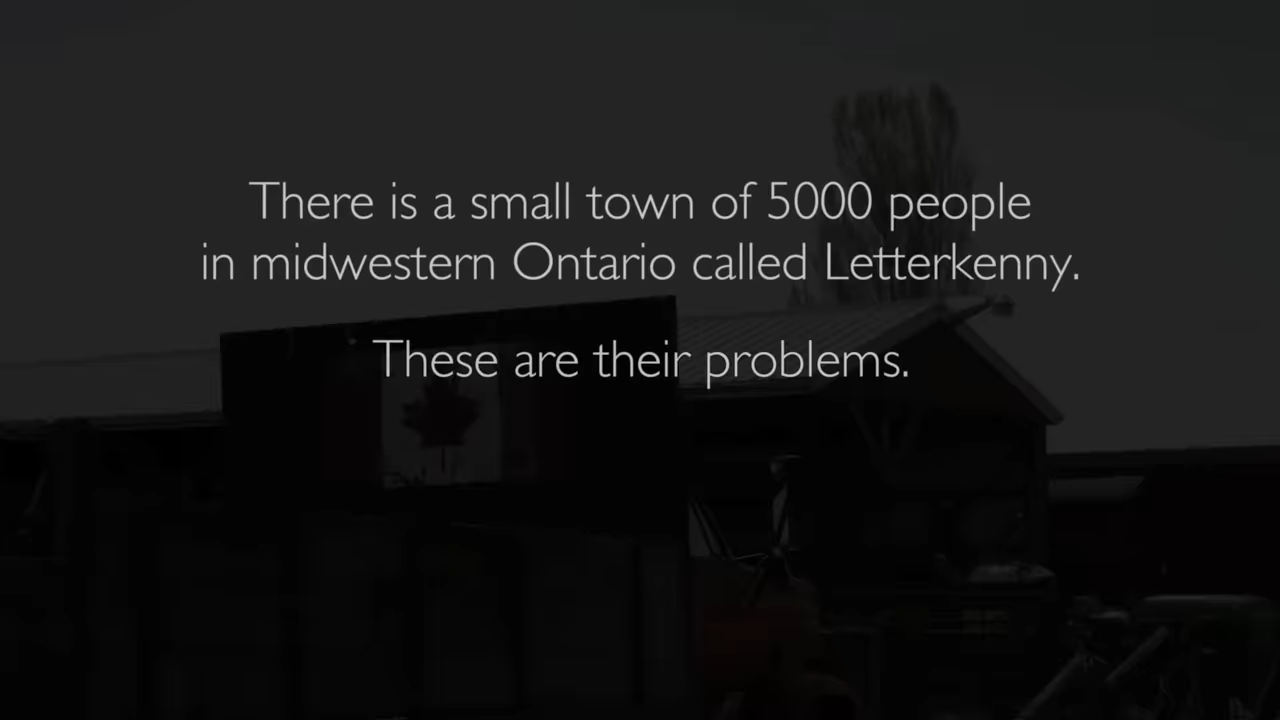 There is a small town of 5000 people
in midwestern Ontario called Letterkenny.
These are their problems.